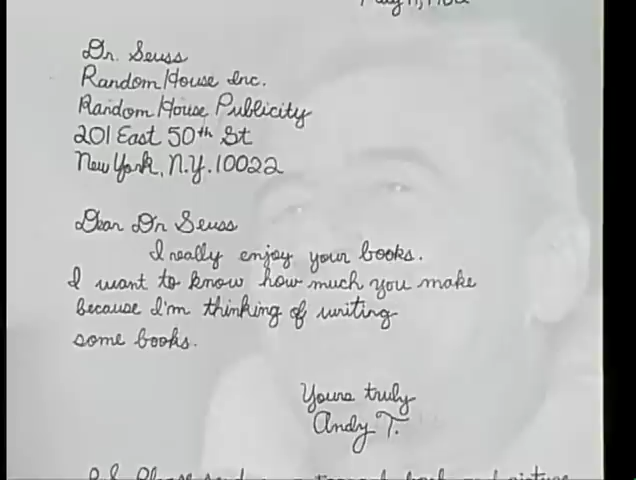 Dr. Seuss
Random House Inc.
Random House Publicity
201 East 50th St
New York, N.Y. 10022
Dear Dr Seuss
I really enjoy your books.
I want to know how much you make
because I'm thinking of writing
some books.
Yours truly
Andy T.